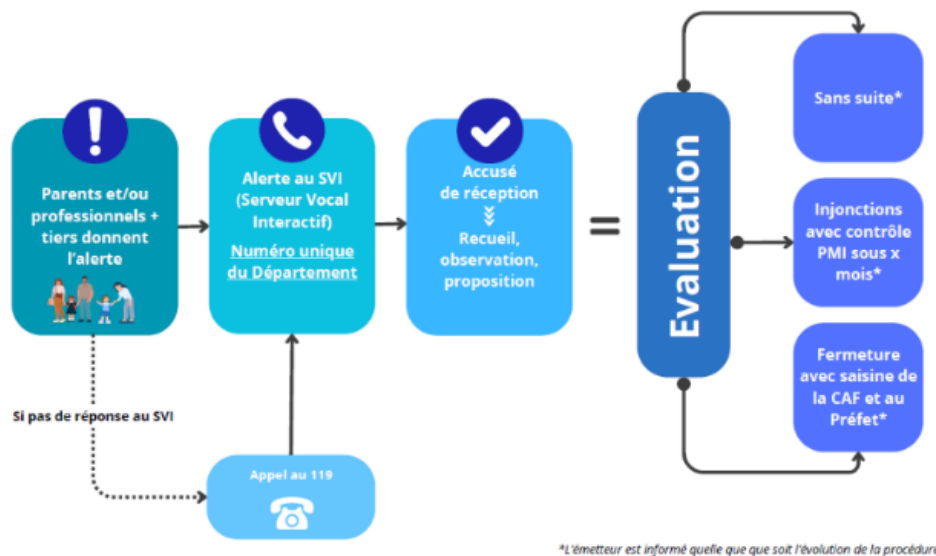 Parents et/ou
professionnels +
tiers donnent
l'alerte
Alerte au SVI
(Serveur Vocal
Interactif)
Numéro unique
du Département
Accusé
de réception
Recueil,
observation,
proposition
=
Evaluation
Sans suite*
Injonctions
avec contrôle
PMI sous x
mois*
Fermeture
avec saisine de
la CAF et au
Préfet*
Si pas de réponse au SVI
Appel au 119
*L'émetteur est informé quelle que que soit l'évolution de la procédure